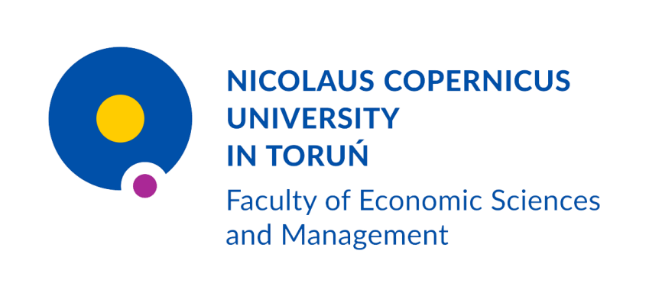 NICOLAUS COPERNICUS
UNIVERSITY
IN TORUŃ
Faculty of Economic Sciences
and Management